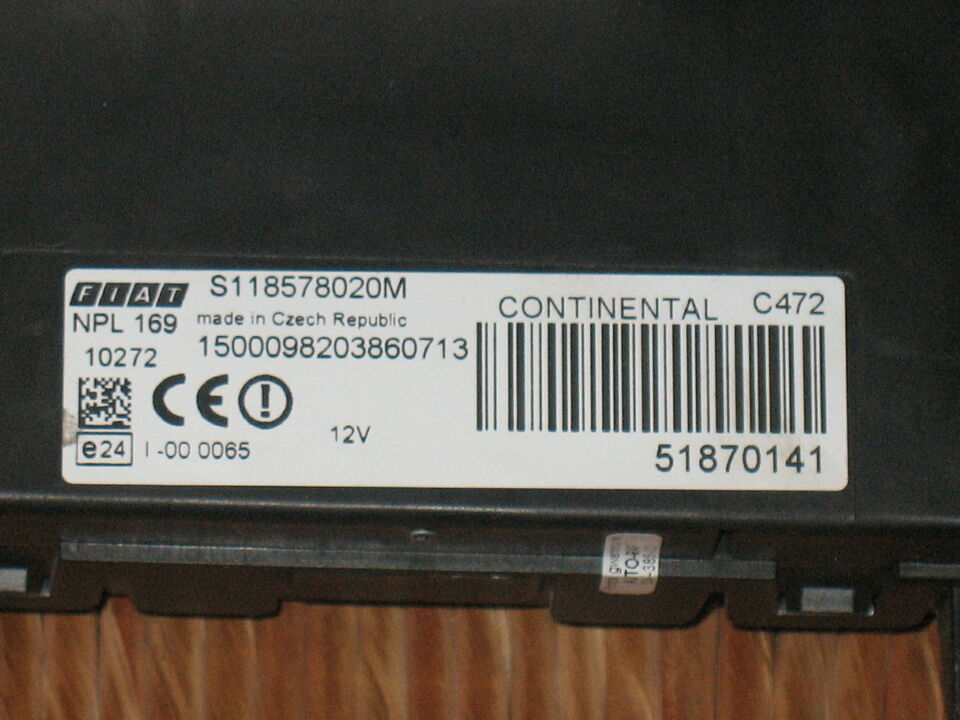 FIAT S118578020M
NPL 169 made in Czech Republic
10272 1500098203860713
CE
e24 I -00 0065 12V
CONTINENTAL C472
51870141